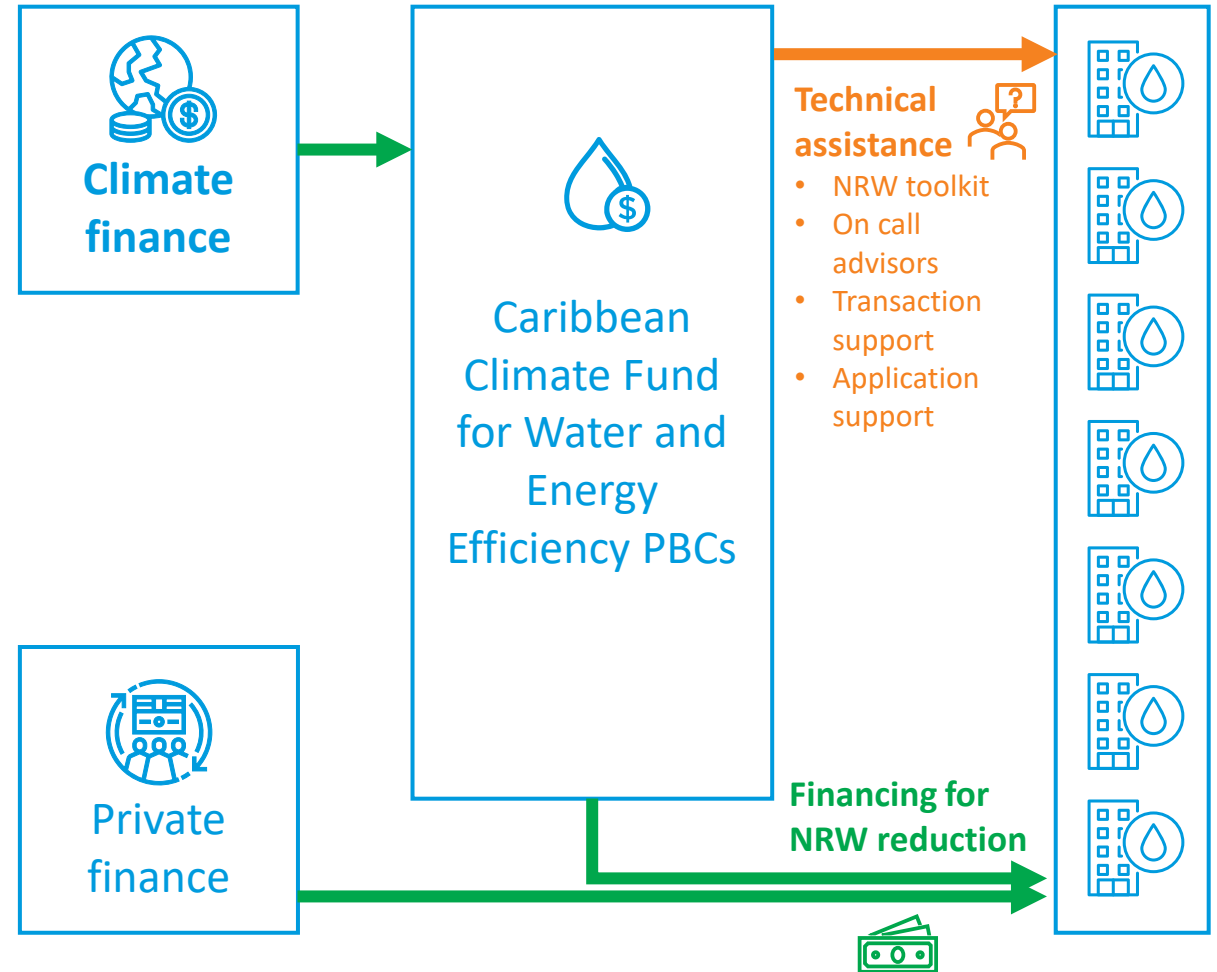 Climate
finance
Caribbean
Climate Fund
for Water and
Energy
Efficiency PBCs
Technical
assistance
?
• NRW toolkit
• On call
advisors
• Transaction
support
• Application
support
Private
finance
Financing for
NRW reduction
$
$